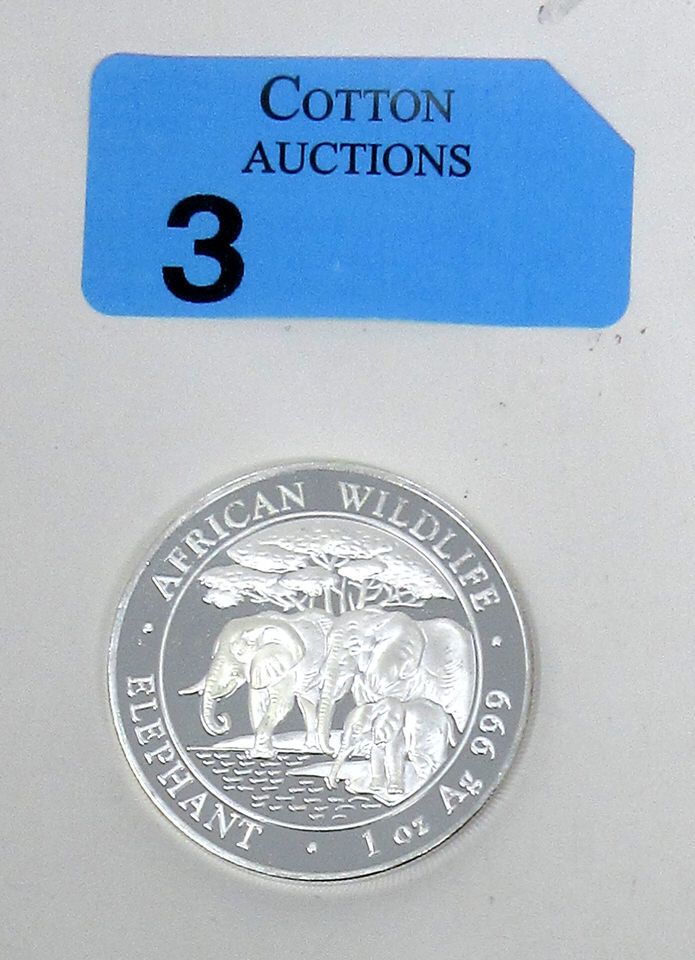 COTTON
AUCTIONS
3
AFRICAN WILDLIFE
ELEPHANT · 1 oz Ag 999